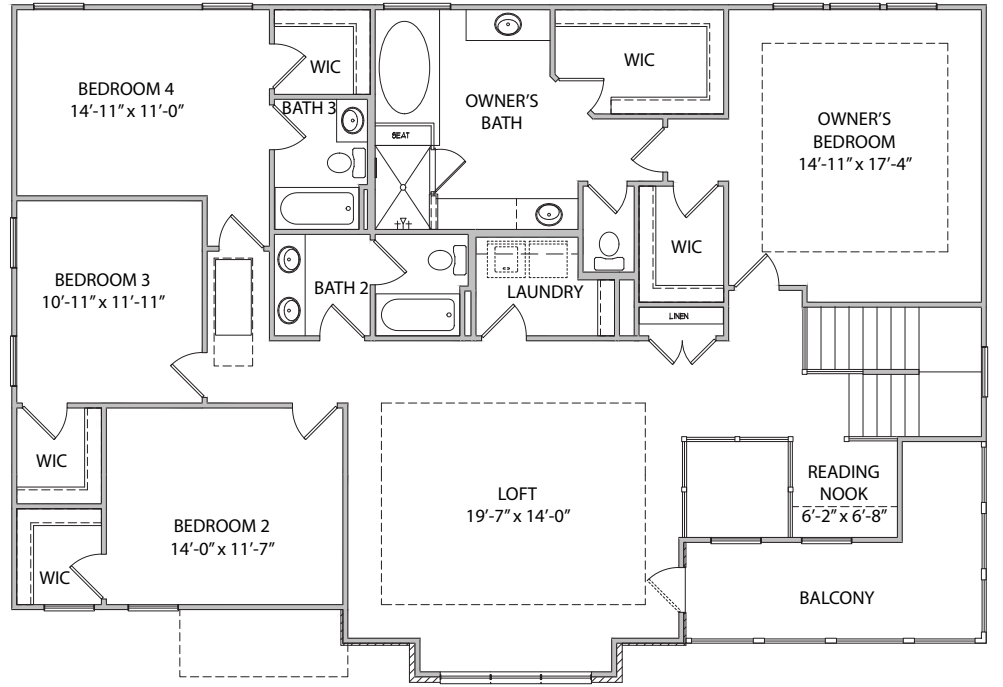 BEDROOM 4
14'-11" x 11'-0"
WIC
BATH 3
OWNER'S
BATH
SEAT
WIC
OWNER'S
BEDROOM
14'-11" x 17'-4"
BEDROOM 3
10'-11" x 11'-11"
BATH 2
LAUNDRY
WIC
LINEN
WIC
BEDROOM 2
14'-0" x 11'-7"
WIC
LOFT
19'-7" x 14'-0"
READING
NOOK
6'-2" x 6'-8"
BALCONY